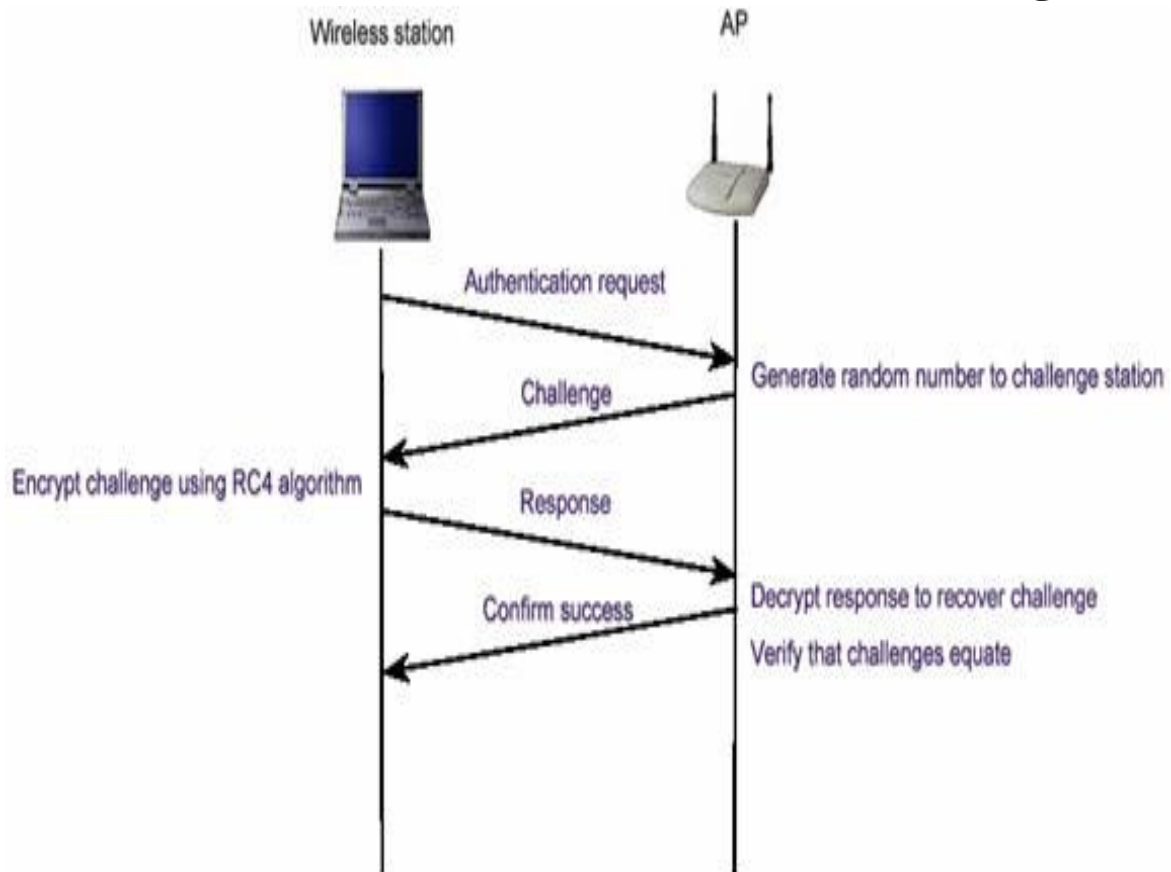 Wireless station
AP
Authentication request
Generate random number to challenge station
Challenge
Encrypt challenge using RC4 algorithm
Response
Decrypt response to recover challenge
Confirm success
Verify that challenges equate